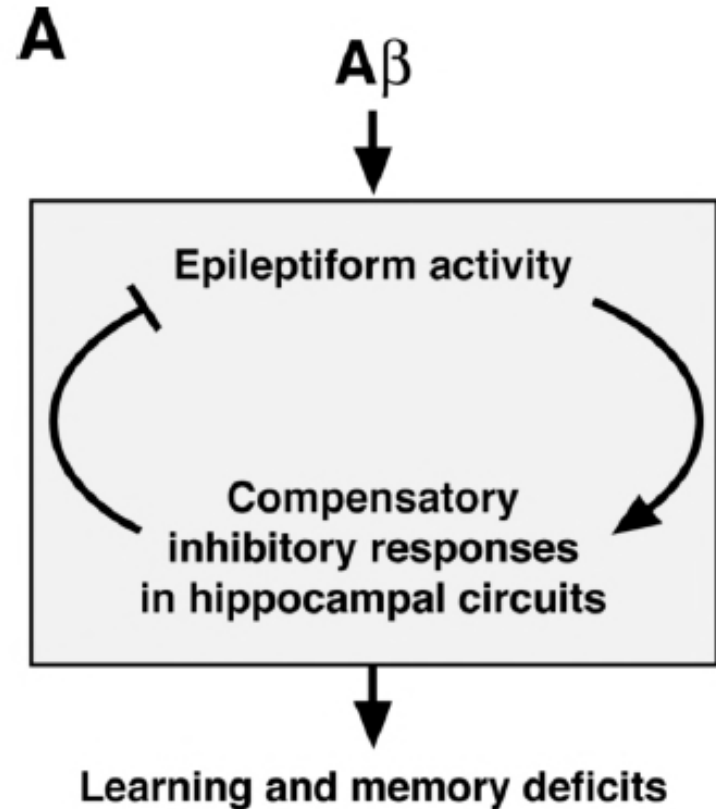 A
Aβ
Epileptiform activity
Compensatory
inhibitory responses
in hippocampal circuits
Learning and memory deficits